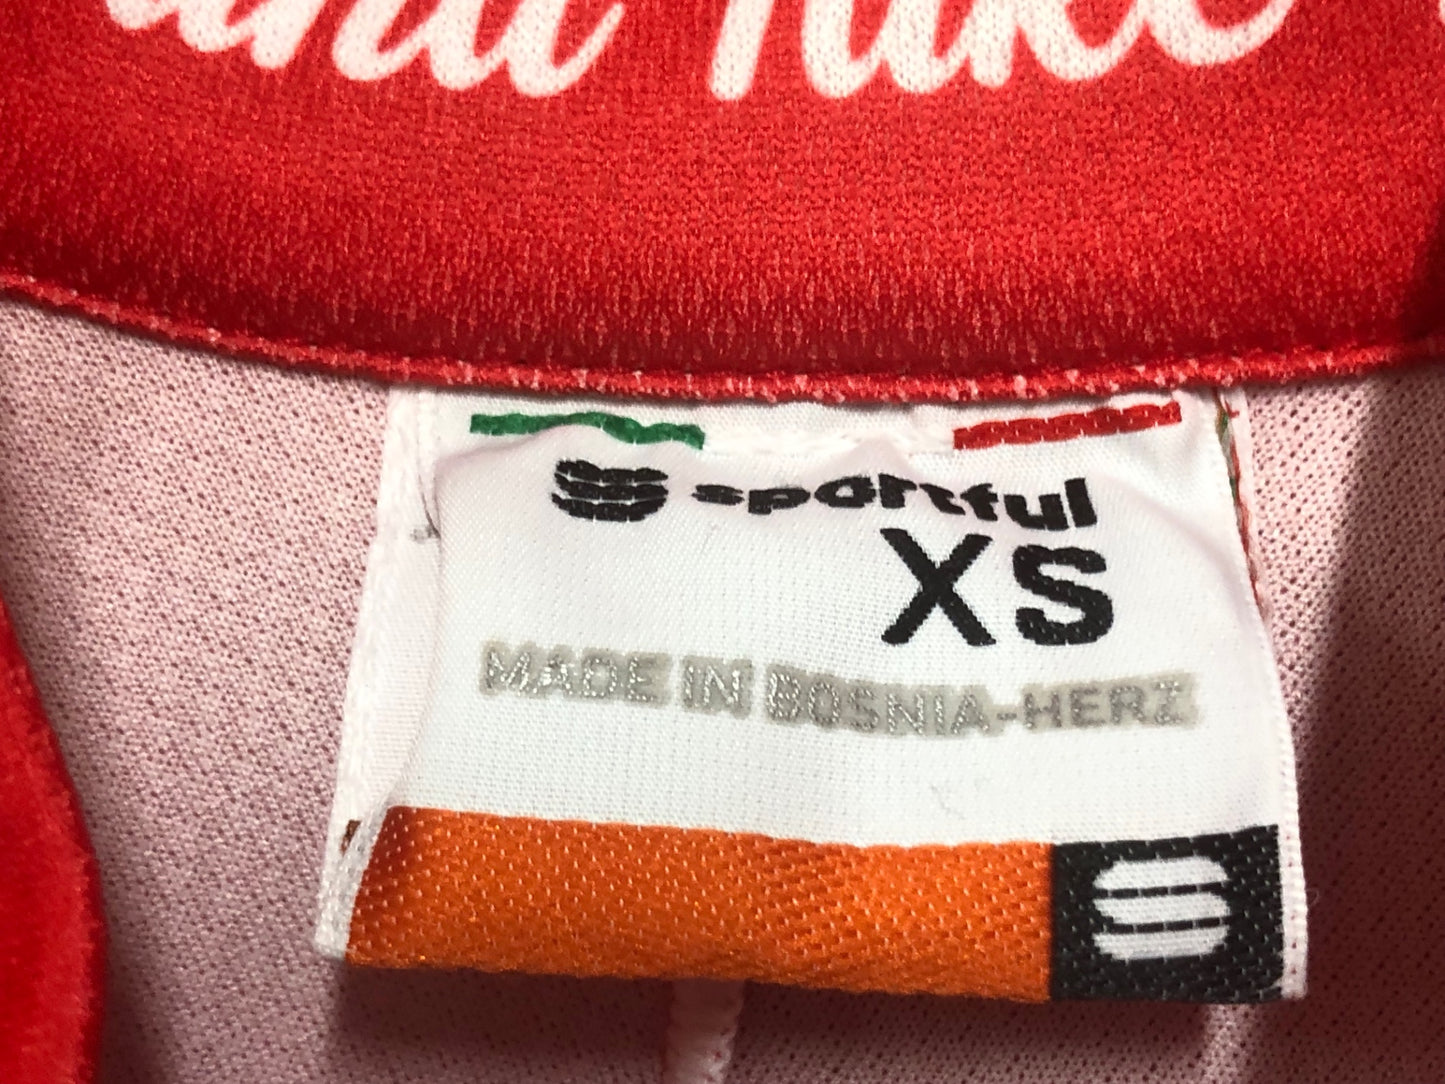 sportful
XS
MADE IN BOSNIA-HERZ